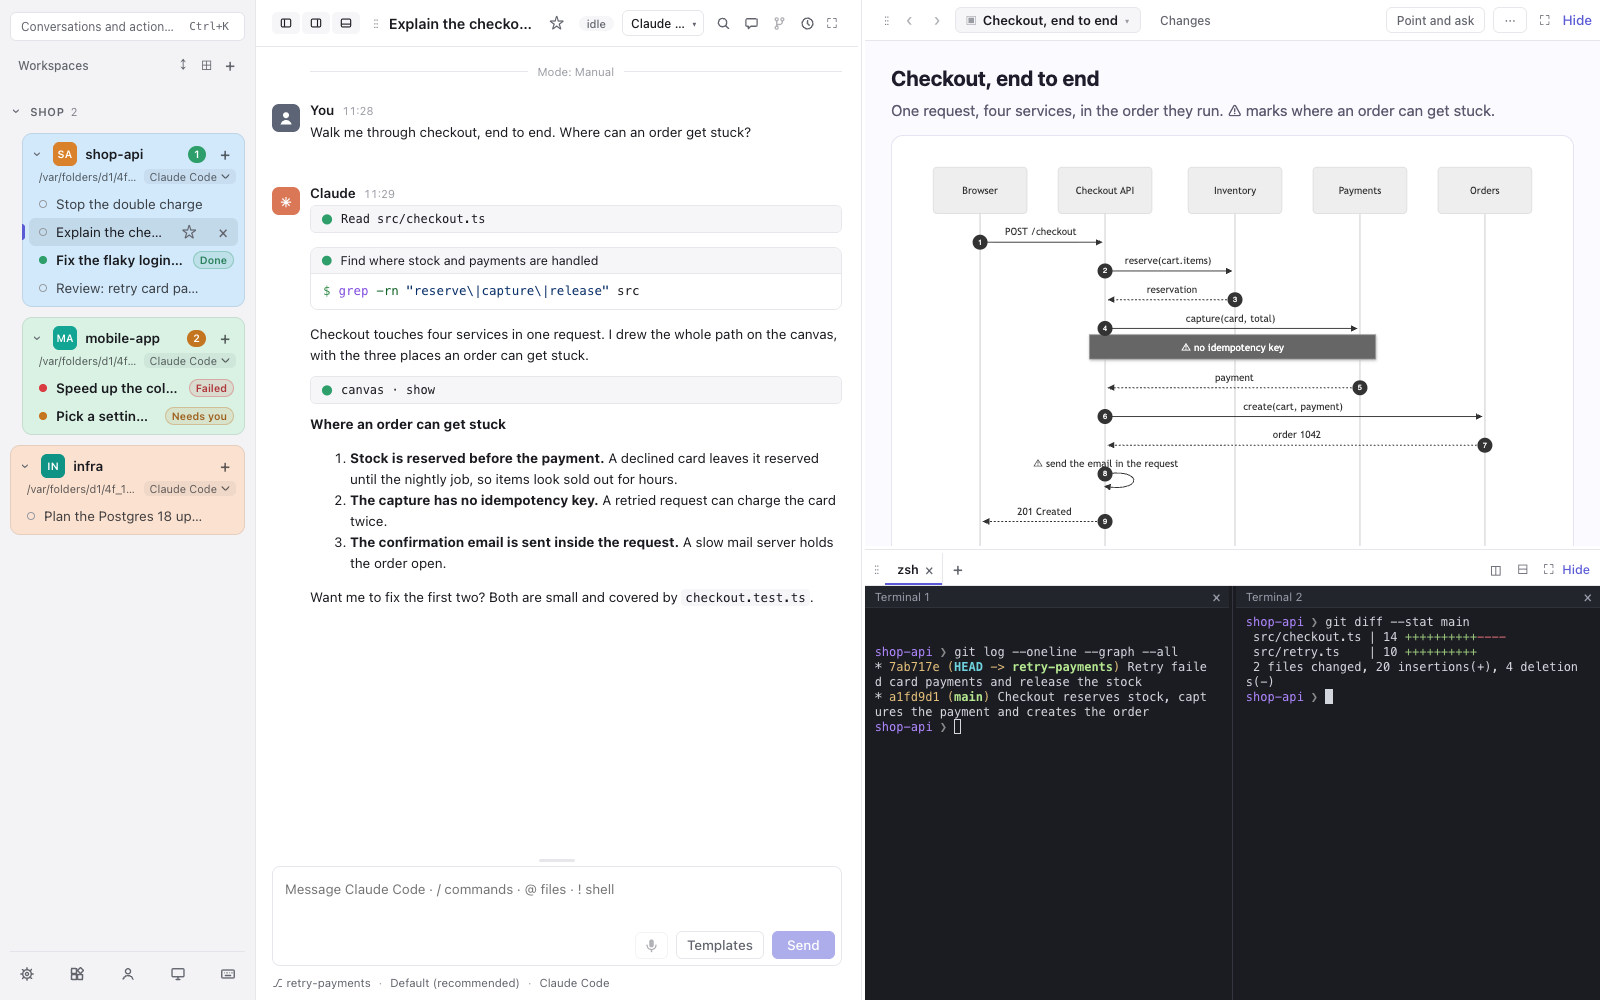 Conversations and action... Ctrl+K
Workspaces
SHOP 2
SA shop-api 1
/var/folders/d1/4f... Claude Code
Stop the double charge
Explain the che...
Fix the flaky login... Done
Review: retry card pa...
MA mobile-app 2
/var/folders/d1/4f... Claude Code
Speed up the col... Failed
Pick a settin... Needs you
IN infra
/var/folders/d1/4f_1... Claude Code
Plan the Postgres 18 up...
Explain the checko... idle Claude ...
Mode: Manual
You 11:28
Walk me through checkout, end to end. Where can an order get stuck?
Claude 11:29
Read src/checkout.ts
Find where stock and payments are handled
$ grep -rn "reserve\|capture\|release" src
Checkout touches four services in one request. I drew the whole path on the canvas,
with the three places an order can get stuck.
canvas · show
Where an order can get stuck
1. Stock is reserved before the payment. A declined card leaves it reserved
until the nightly job, so items look sold out for hours.
2. The capture has no idempotency key. A retried request can charge the card
twice.
3. The confirmation email is sent inside the request. A slow mail server holds
the order open.
Want me to fix the first two? Both are small and covered by checkout.test.ts.
Message Claude Code · / commands · @ files · ! shell
Templates Send
retry-payments · Default (recommended) · Claude Code
Checkout, end to end Changes Point and ask ... Hide
Checkout, end to end
One request, four services, in the order they run. ⚠ marks where an order can get stuck.
Browser Checkout API Inventory Payments Orders
1 POST /checkout
2 reserve(cart.items)
reservation 3
4 capture(card, total)
⚠ no idempotency key
payment 5
6 create(cart, payment)
order 1042 7
⚠ send the email in the request
8
201 Created 9
zsh Hide
Terminal 1
shop-api ❯ git log --oneline --graph --all
* 7ab717e (HEAD -> retry-payments) Retry faile
d card payments and release the stock
* a1fd9d1 (main) Checkout reserves stock, capt
ures the payment and creates the order
shop-api ❯
Terminal 2
shop-api ❯ git diff --stat main
src/checkout.ts | 14 ++++++++++----
src/retry.ts | 10 ++++++++++
2 files changed, 20 insertions(+), 4 deletion
s(-)
shop-api ❯